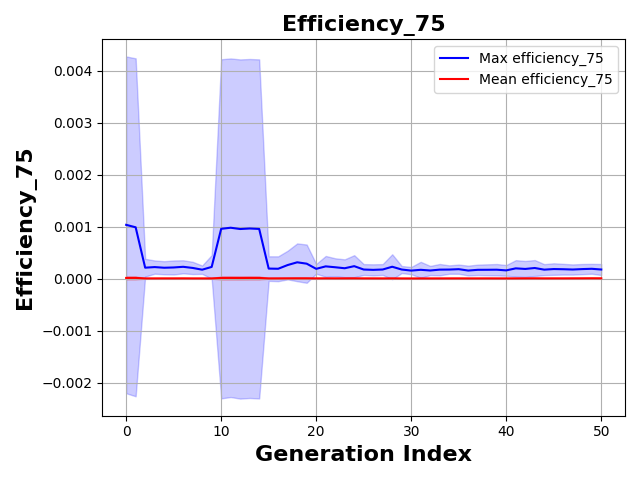 Efficiency_75
Max efficiency_75
Mean efficiency_75
Efficiency_75
0.004
0.003
0.002
0.001
0.000
−0.001
−0.002
0 10 20 30 40 50
Generation Index